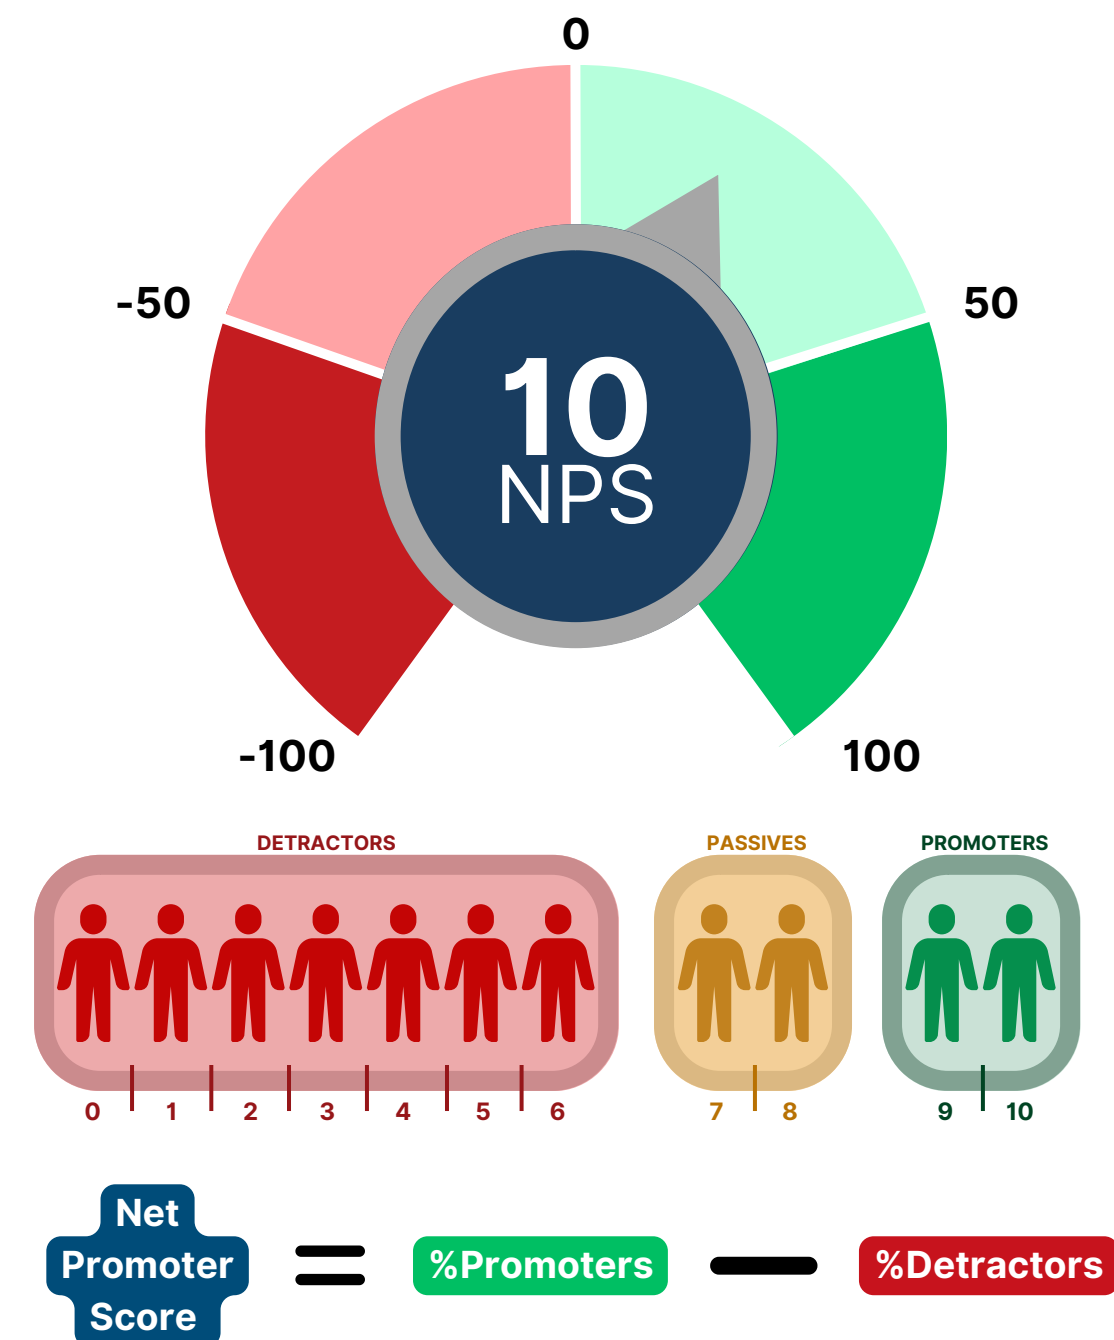 0
-50
50
10
NPS
-100
100
DETRACTORS
PASSIVES
PROMOTERS
0 1 2 3 4 5 6
7 8
9 10
Net
Promoter
Score
%Promoters
%Detractors